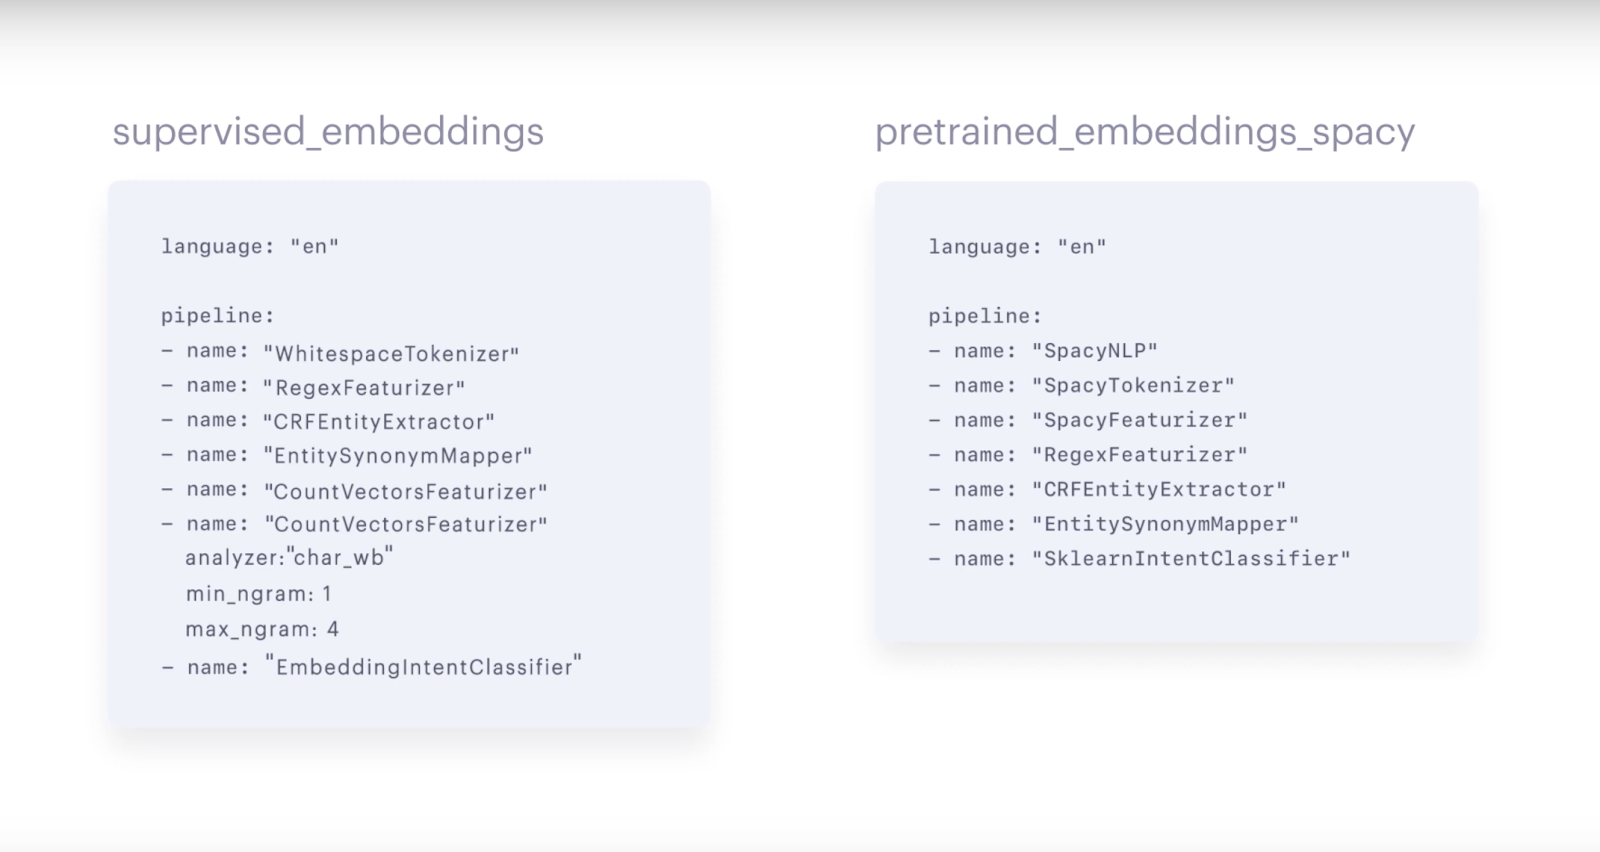 supervised_embeddings
language: "en"
pipeline:
– name: "WhitespaceTokenizer"
– name: "RegexFeaturizer"
– name: "CRFEntityExtractor"
– name: "EntitySynonymMapper"
– name: "CountVectorsFeaturizer"
– name: "CountVectorsFeaturizer"
analyzer:"char_wb"
min_ngram: 1
max_ngram: 4
– name: "EmbeddingIntentClassifier"
pretrained_embeddings_spacy
language: "en"
pipeline:
– name: "SpacyNLP"
– name: "SpacyTokenizer"
– name: "SpacyFeaturizer"
– name: "RegexFeaturizer"
– name: "CRFEntityExtractor"
– name: "EntitySynonymMapper"
– name: "SklearnIntentClassifier"